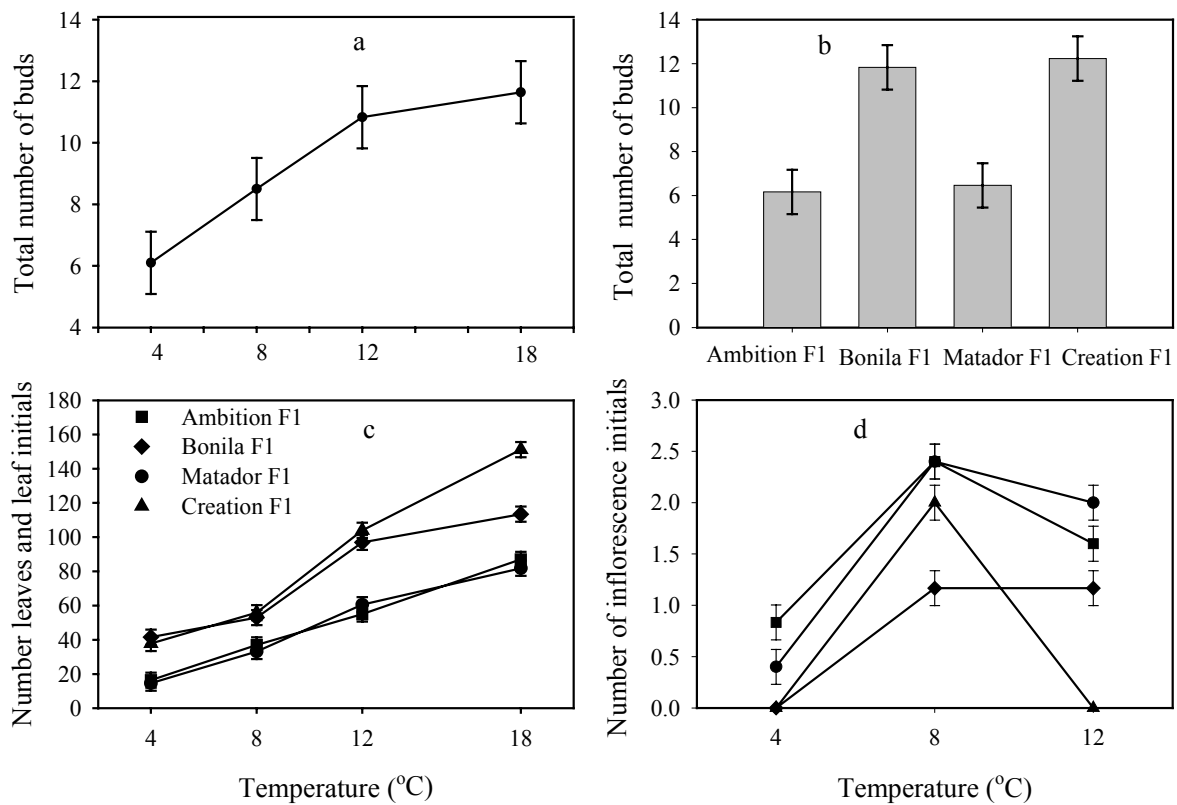 14
12
10
8
6
4
Total number of buds
a
4
8
12
18
14
12
10
8
6
4
2
0
Total number of buds
b
Ambition F1
Bonila F1
Matador F1
Creation F1
180
160
140
120
100
80
60
40
20
0
Number leaves and leaf initials
Ambition F1
Bonila F1
Matador F1
Creation F1
c
4
8
12
18
Temperature (°C)
3.0
2.5
2.0
1.5
1.0
0.5
0.0
Number of inflorescence initials
d
4
8
12
Temperature (°C)